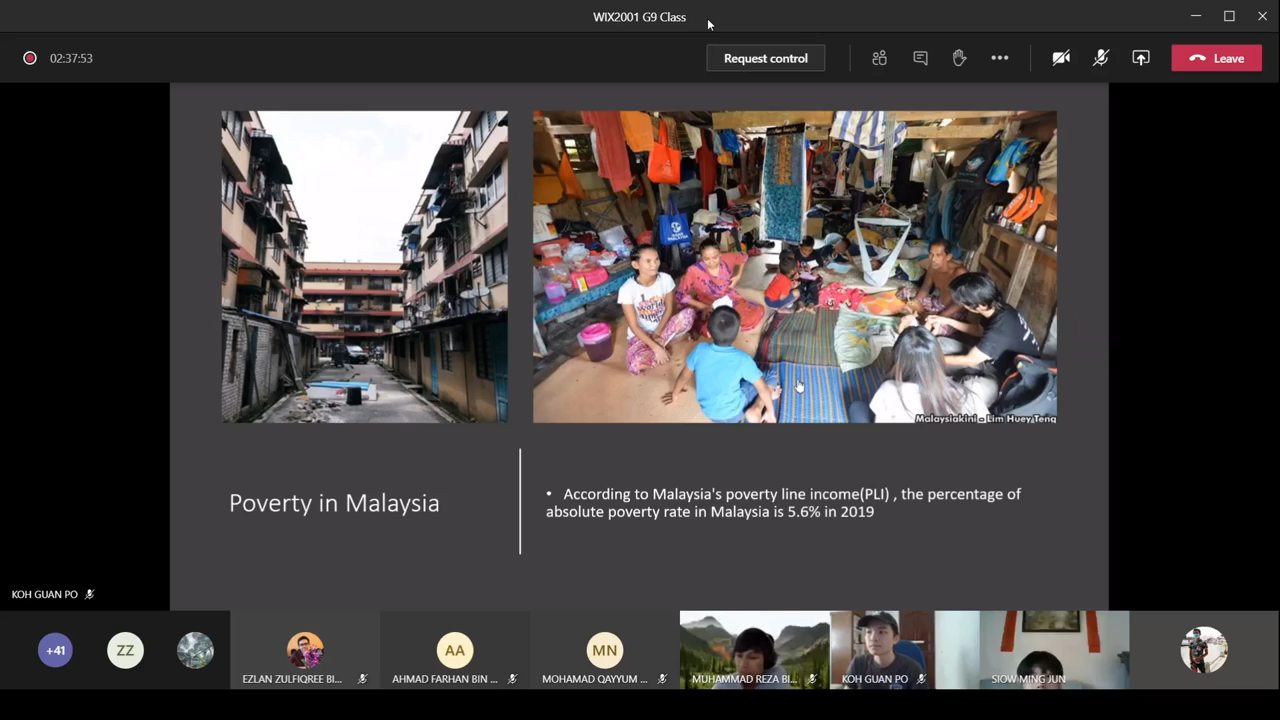 WIX2001 G9 Class
02:37:53
Request control
Leave
Malaysiakini - Lim Huey Teng
Poverty in Malaysia
• According to Malaysia's poverty line income(PLI) , the percentage of
absolute poverty rate in Malaysia is 5.6% in 2019
KOH GUAN PO
+41
ZZ
AA
MN
EZLAN ZULFIQREE BI...
AHMAD FARHAN BIN ...
MOHAMAD QAYYUM ...
MUHAMMAD REZA BI...
KOH GUAN PO
SIOW MING JUN